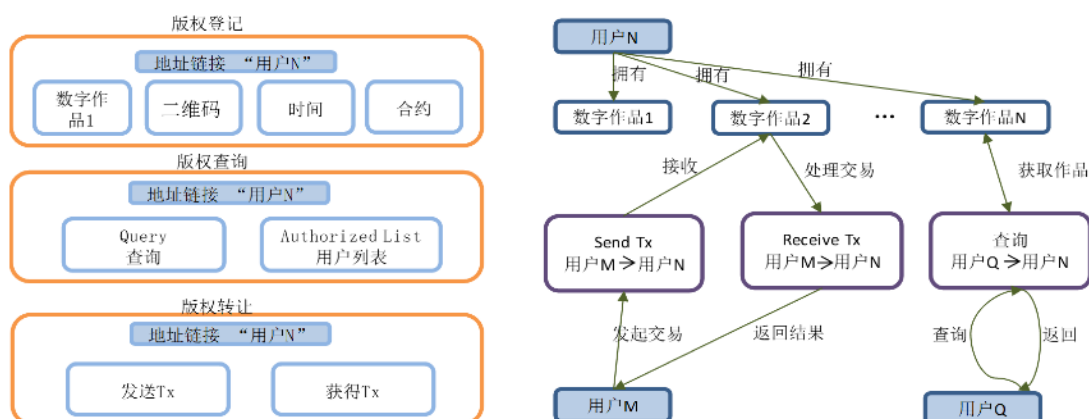 版权登记
地址链接 “用户N”
数字作
品1
二维码
时间
合约
版权查询
地址链接 “用户N”
Query
查询
Authorized List
用户列表
版权转让
地址链接 “用户N”
发送Tx
获得Tx
用户N
拥有
拥有
拥有
数字作品1
数字作品2
...
数字作品N
接收
处理交易
获取作品
Send Tx
用户M→用户N
Receive Tx
用户M→用户N
查询
用户Q→用户N
发起交易
返回结果
查询
返回
用户M
用户Q